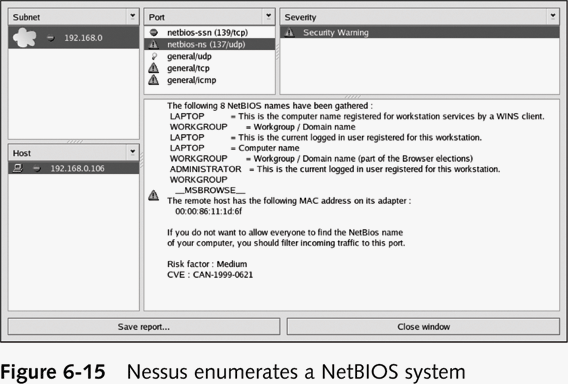 Subnet
192.168.0
Port
netbios-ssn (139/tcp)
netbios-ns (137/udp)
general/udp
general/tcp
general/icmp
Severity
Security Warning
Host
192.168.0.106
The following 8 NetBIOS names have been gathered :
LAPTOP = This is the computer name registered for workstation services by a WINS client.
WORKGROUP = Workgroup / Domain name
LAPTOP = This is the current logged in user registered for this workstation.
LAPTOP = Computer name
WORKGROUP = Workgroup / Domain name (part of the Browser elections)
ADMINISTRATOR = This is the current logged in user registered for this workstation.
WORKGROUP
__MSBROWSE__
The remote host has the following MAC address on its adapter :
00:00:86:11:1d:6f
If you do not want to allow everyone to find the NetBios name
of your computer, you should filter incoming traffic to this port.
Risk factor : Medium
CVE : CAN-1999-0621
Save report...
Close window
Figure 6-15 Nessus enumerates a NetBIOS system